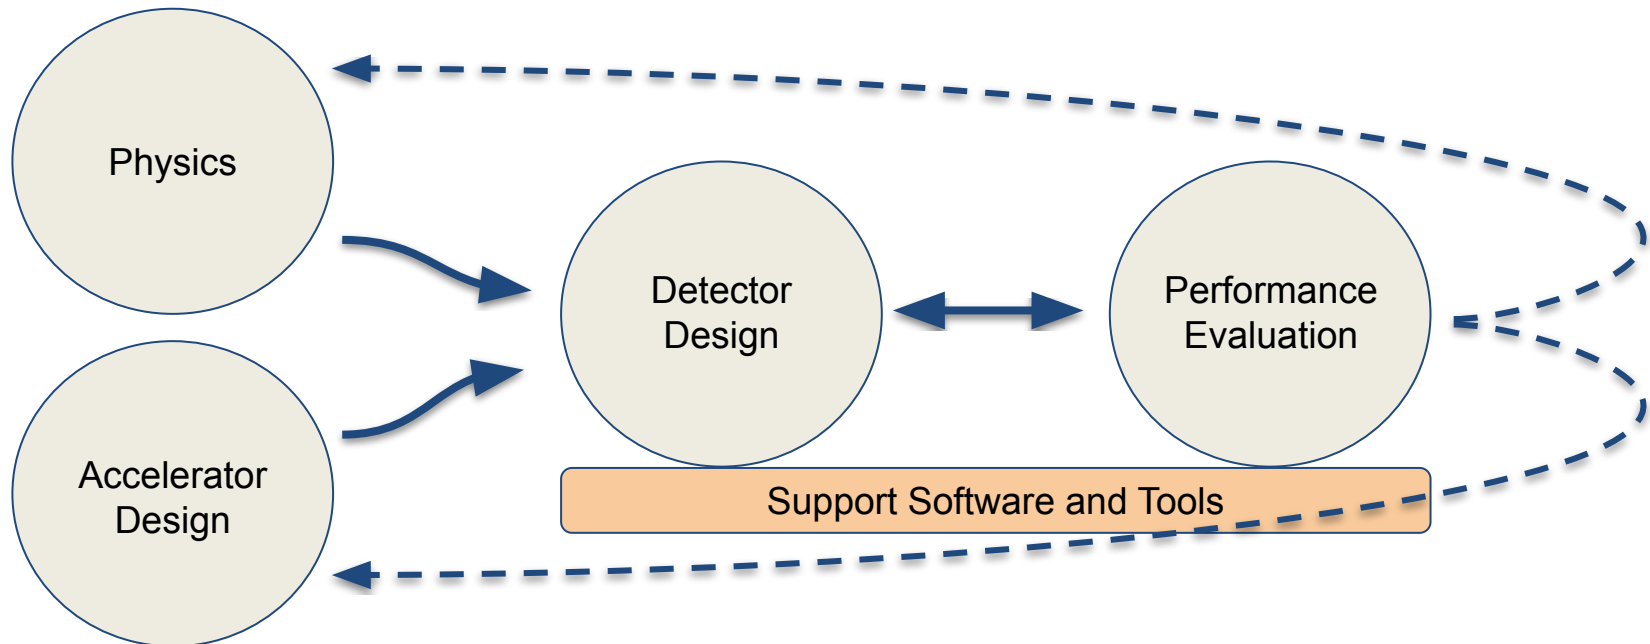 Physics
Detector
Design
Performance
Evaluation
Accelerator
Design
Support Software and Tools